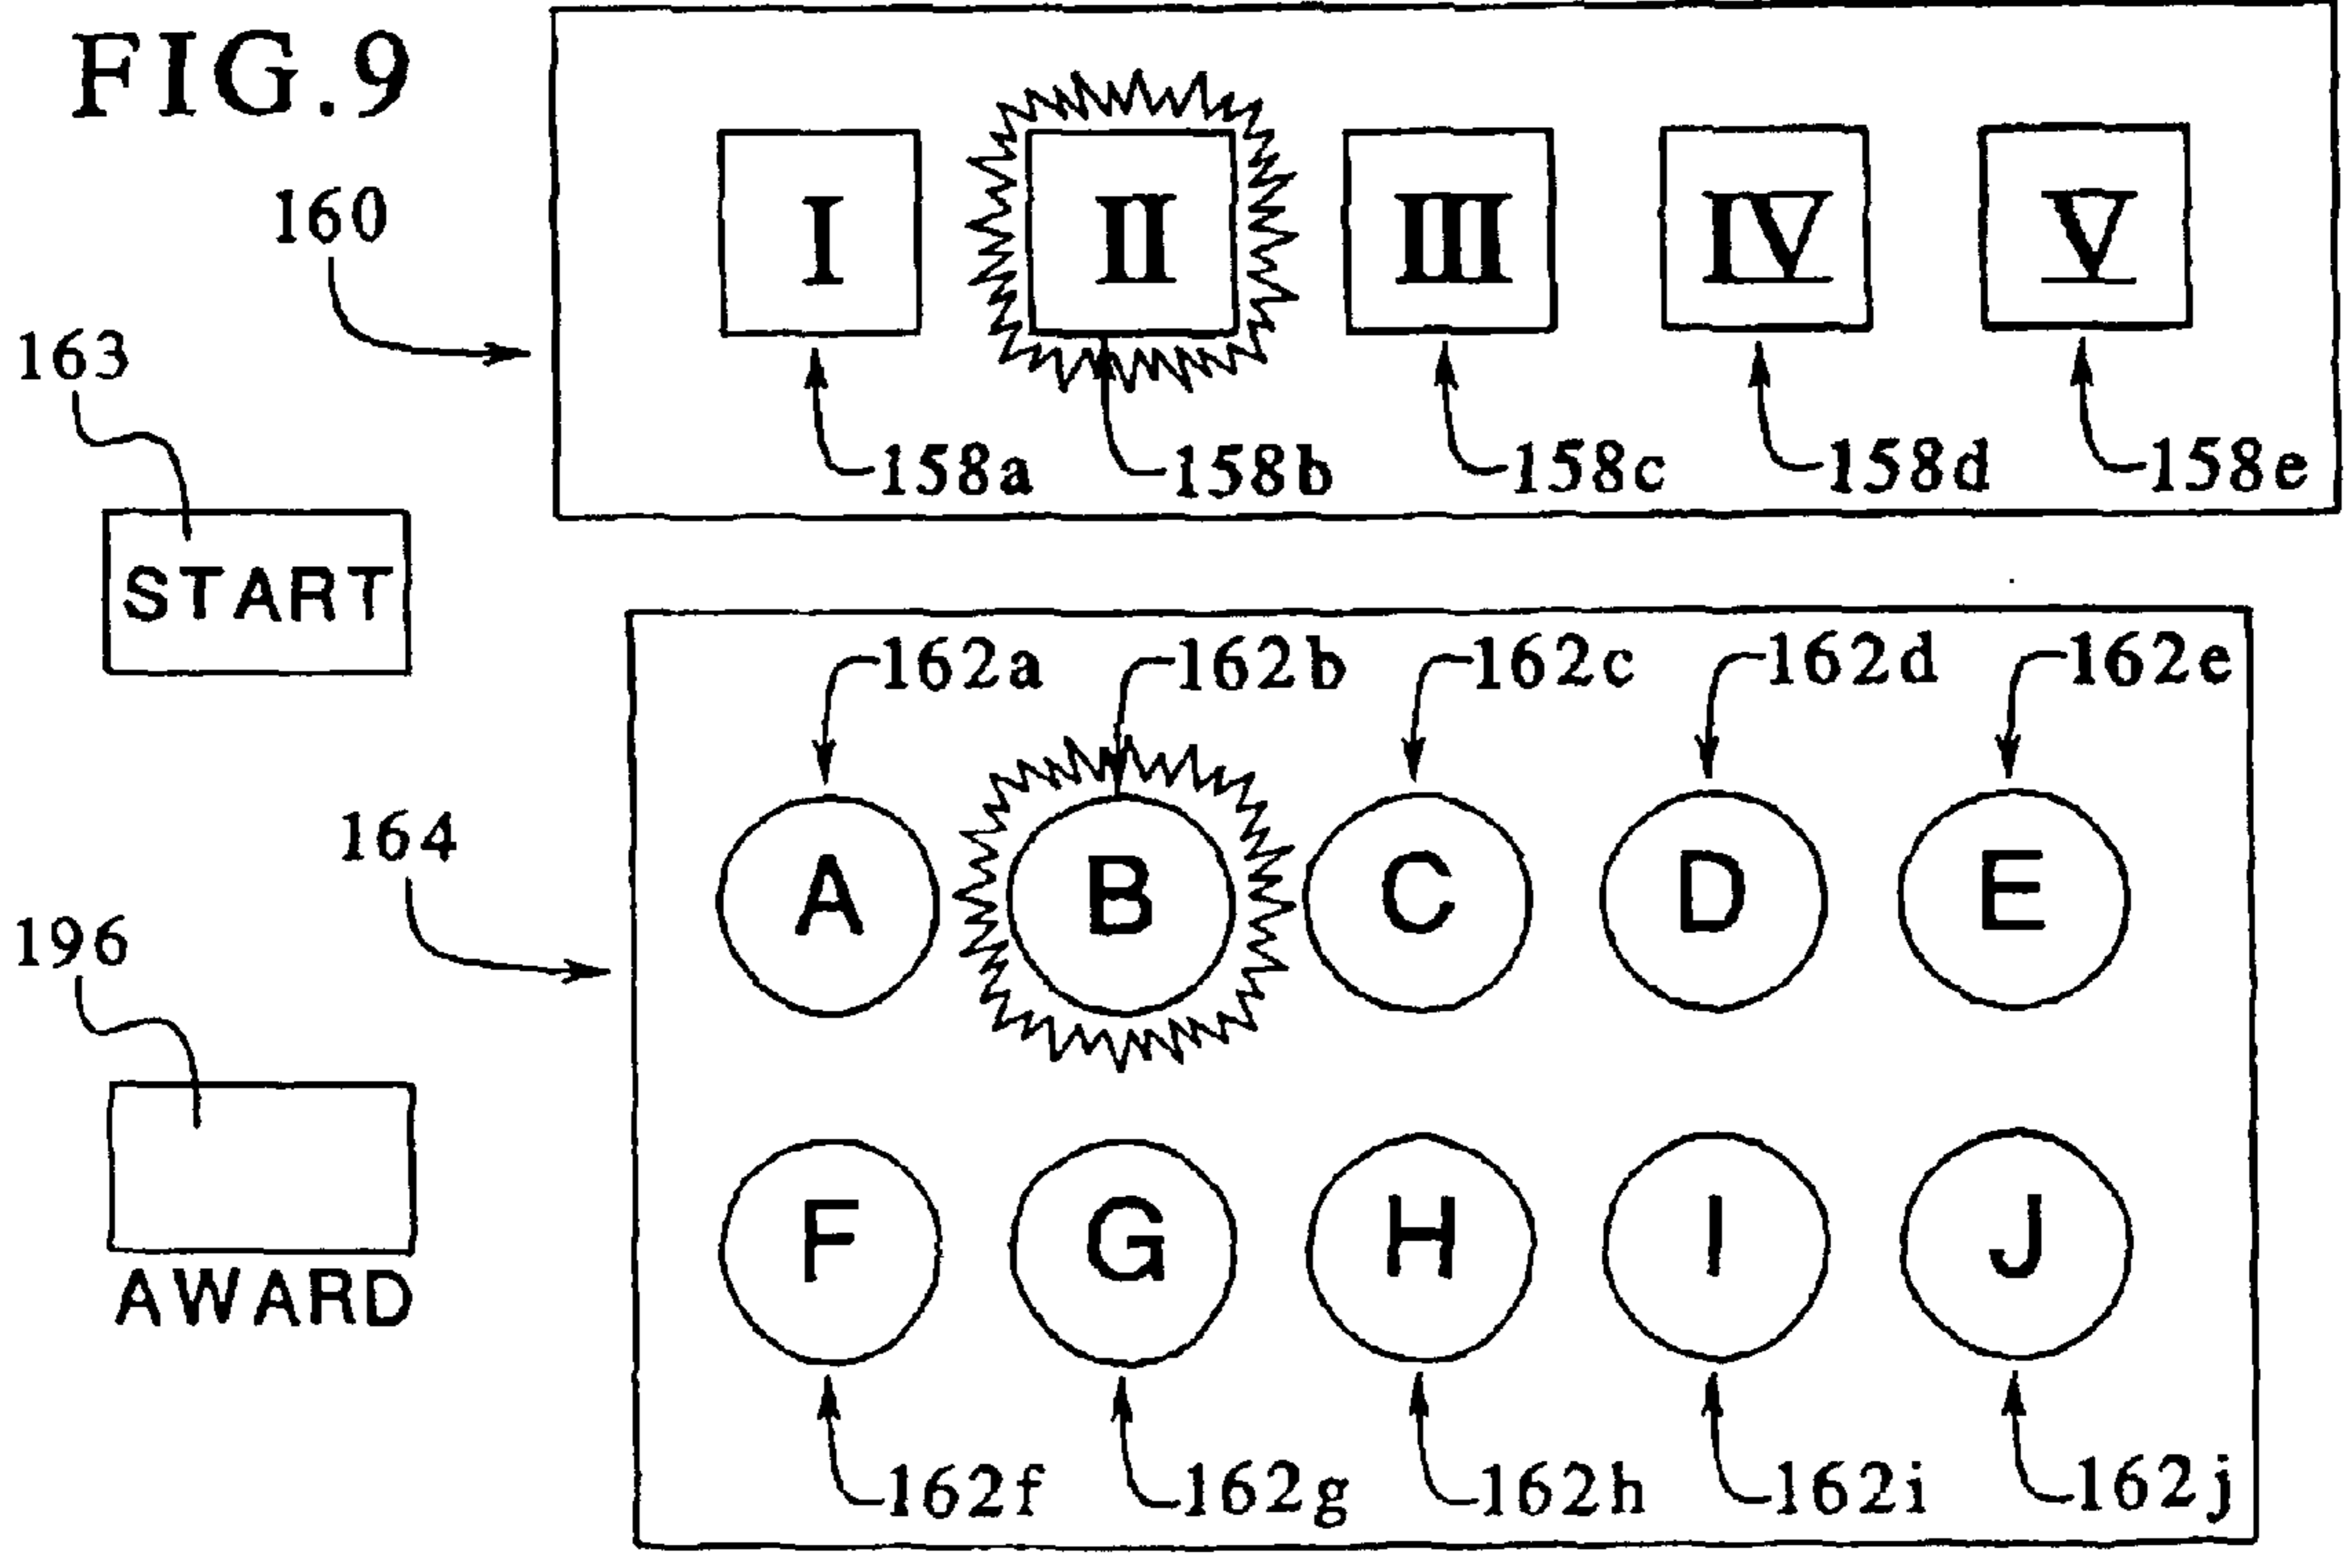 FIG.9
160
I II III IV V
158a 158b 158c 158d 158e
163
START
162a 162b 162c 162d 162e
164
A B C D E
196
AWARD
F G H I J
162f 162g 162h 162i 162j